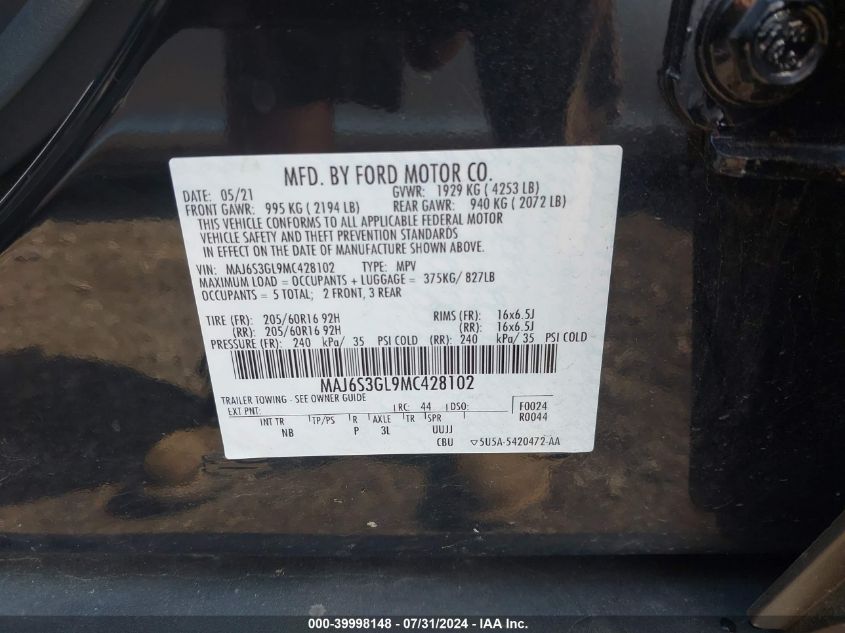 MFD. BY FORD MOTOR CO.
DATE: 05/21 GVWR: 1929 KG ( 4253 LB)
FRONT GAWR: 995 KG ( 2194 LB) REAR GAWR: 940 KG ( 2072 LB)
THIS VEHICLE CONFORMS TO ALL APPLICABLE FEDERAL MOTOR
VEHICLE SAFETY AND THEFT PREVENTION STANDARDS
IN EFFECT ON THE DATE OF MANUFACTURE SHOWN ABOVE.
VIN: MAJ6S3GL9MC428102 TYPE: MPV
MAXIMUM LOAD = OCCUPANTS + LUGGAGE = 375KG/ 827LB
OCCUPANTS = 5 TOTAL; 2 FRONT, 3 REAR
TIRE (FR): 205/60R16 92H RIMS (FR): 16x6.5J
(RR): 205/60R16 92H (RR): 16x6.5J
PRESSURE (FR): 240 kPa/ 35 PSI COLD (RR): 240 kPa/ 35 PSI COLD
MAJ6S3GL9MC428102
TRAILER TOWING - SEE OWNER GUIDE
EXT PNT: RC: 44 DSO: F0024
INT TR TP/PS R AXLE TR SPR R0044
NB P 3L UUJJ
CBU 5U5A-5420472-AA
000-39998148 - 07/31/2024 - © IAA Inc.